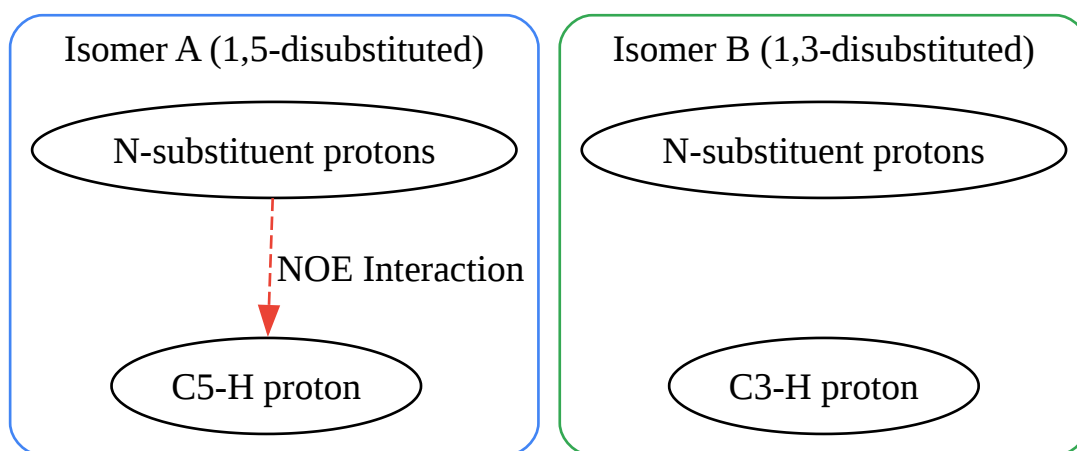 Isomer A (1,5-disubstituted)
N-substituent protons
NOE Interaction
C5-H proton
Isomer B (1,3-disubstituted)
N-substituent protons
C3-H proton